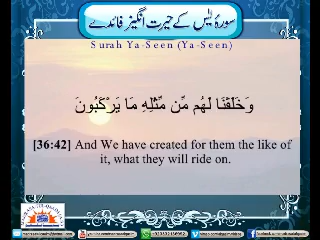 سورۂ یٰس کے حیرت انگیز فائدے
Surah Ya-Seen (Ya-Seen)
وَخَلَقْنَا لَهُم مِّن مِّثْلِهِ مَا يَرْكَبُونَ
[36:42] And We have created for them the like of
it, what they will ride on.